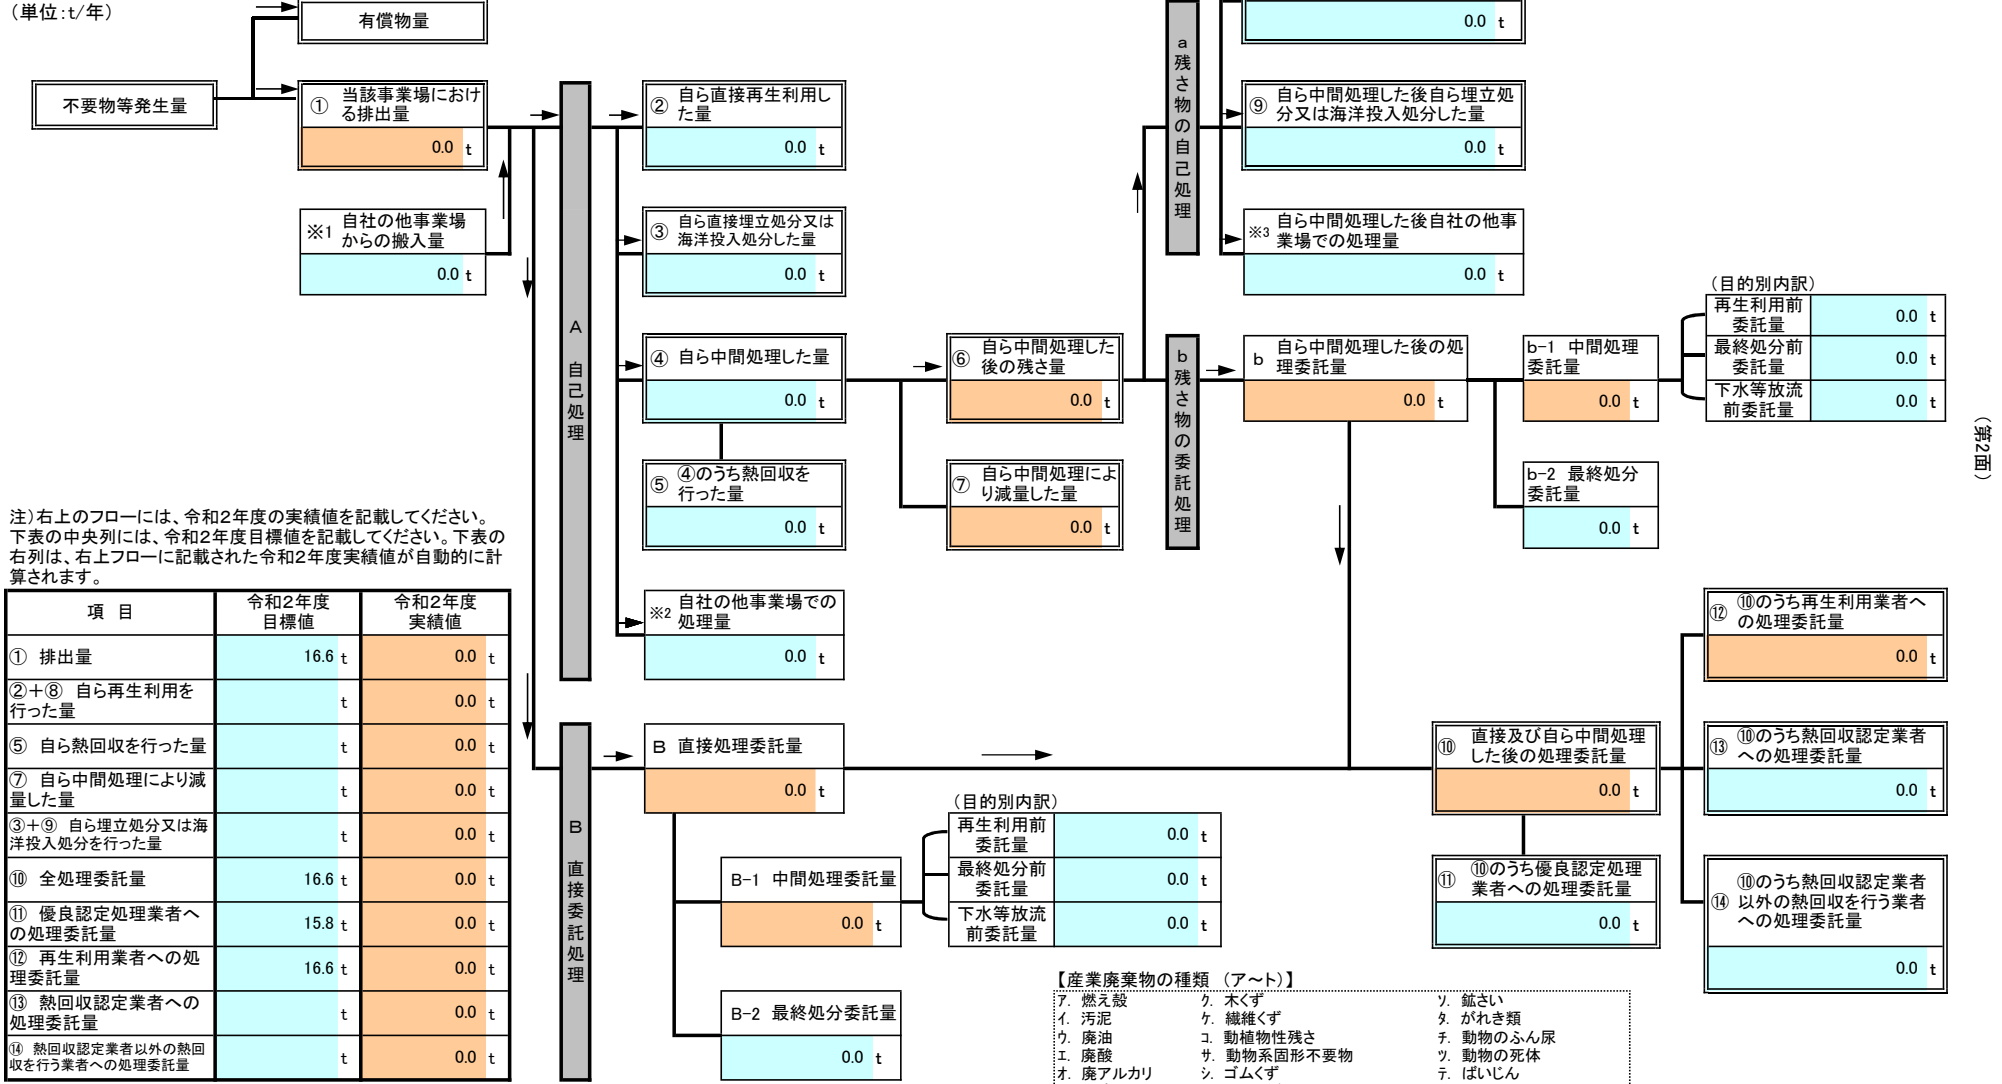 （単位:t/年）
有償物量
不要物等発生量
① 当該事業場におけ
る排出量
0.0 t
※1 自社の他事業場
からの搬入量
0.0 t
A 自己処理
② 自ら直接再生利用し
た量
0.0 t
③ 自ら直接埋立処分又は
海洋投入処分した量
0.0 t
④ 自ら中間処理した量
0.0 t
⑤ ④のうち熱回収を
行った量
0.0 t
※2 自社の他事業場での
処理量
0.0 t
⑥ 自ら中間処理した
後の残さ量
0.0 t
⑦ 自ら中間処理によ
り減量した量
0.0 t
a残さ物の自己処理
0.0 t
⑨ 自ら中間処理した後自ら埋立処
分又は海洋投入処分した量
0.0 t
※3 自ら中間処理した後自社の他事
業場での処理量
0.0 t
b残さ物の委託処理
b 自ら中間処理した後の処
理委託量
0.0 t
b-1 中間処理
委託量
0.0 t
（目的別内訳）
再生利用前
委託量
0.0 t
最終処分前
委託量
0.0 t
下水等放流
前委託量
0.0 t
b-2 最終処分
委託量
0.0 t
（第2面）
注）右上のフローには、令和２年度の実績値を記載してください。
下表の中央列には、令和２年度目標値を記載してください。下表の
右列は、右上フローに記載された令和２年度実績値が自動的に計
算されます。
項 目
令和２年度
目標値
令和２年度
実績値
① 排出量 16.6 t 0.0 t
②＋⑧ 自ら再生利用を
行った量
t 0.0 t
⑤ 自ら熱回収を行った量 t 0.0 t
⑦ 自ら中間処理により減
量した量
t 0.0 t
③＋⑨ 自ら埋立処分又は海
洋投入処分を行った量
t 0.0 t
⑩ 全処理委託量 16.6 t 0.0 t
⑪ 優良認定処理業者へ
の処理委託量
15.8 t 0.0 t
⑫ 再生利用業者への処
理委託量
16.6 t 0.0 t
⑬ 熱回収認定業者への
処理委託量
t 0.0 t
⑭ 熱回収認定業者以外の熱回
収を行う業者への処理委託量
t 0.0 t
B 直接委託処理
B 直接処理委託量
0.0 t
B-1 中間処理委託量
0.0 t
（目的別内訳）
再生利用前
委託量
0.0 t
最終処分前
委託量
0.0 t
下水等放流
前委託量
0.0 t
B-2 最終処分委託量
0.0 t
⑩ 直接及び自ら中間処理
した後の処理委託量
0.0 t
⑪ ⑩のうち優良認定処理
業者への処理委託量
0.0 t
⑫ ⑩のうち再生利用業者へ
の処理委託量
0.0 t
⑬ ⑩のうち熱回収認定業者
への処理委託量
0.0 t
⑭ ⑩のうち熱回収認定業者
以外の熱回収を行う業者
への処理委託量
0.0 t
【産業廃棄物の種類 （ア～ト）】
ア. 燃え殻 ク. 木くず ソ. 鉱さい
イ. 汚泥 ケ. 繊維くず タ. がれき類
ウ. 廃油 コ. 動植物性残さ チ. 動物のふん尿
エ. 廃酸 サ. 動物系固形不要物 ツ. 動物の死体
オ. 廃アルカリ シ. ゴムくず テ. ばいじん